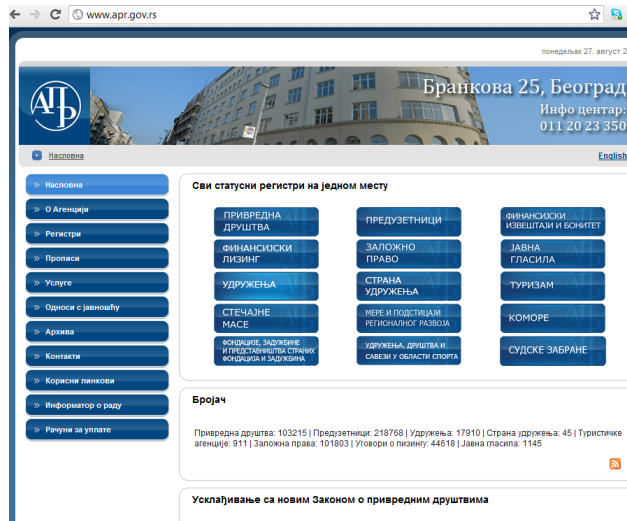 www.apr.gov.rs
понедељак 27. август 2
АПР
Бранкова 25, Београд
Инфо центар:
011 20 23 350
Насловна
English
Насловна
О Агенцији
Регистри
Прописи
Услуге
Односи с јавношћу
Архива
Контакти
Корисни линкови
Информатор о раду
Рачуни за уплате
Сви статусни регистри на једном месту
ПРИВРЕДНА
ДРУШТВА
ПРЕДУЗЕТНИЦИ
ФИНАНСИЈСКИ
ИЗВЕШТАЈИ И БОНИТЕТ
ФИНАНСИЈСКИ
ЛИЗИНГ
ЗАЛОЖНО
ПРАВО
ЈАВНА
ГЛАСИЛА
УДРУЖЕЊА
СТРАНА
УДРУЖЕЊА
ТУРИЗАМ
СТЕЧАЈНЕ
МАСЕ
МЕРЕ И ПОДСТИЦАЈИ
РЕГИОНАЛНОГ РАЗВОЈА
КОМОРЕ
ФОНДАЦИЈЕ, ЗАДУЖБИНЕ
И ПРЕДСТАВНИШТВА СТРАНИХ
ФОНДАЦИЈА И ЗАДУЖБИНА
УДРУЖЕЊА, ДРУШТВА И
САВЕЗИ У ОБЛАСТИ СПОРТА
СУДСКЕ ЗАБРАНЕ
Бројач
Привредна друштва: 103215 | Предузетници: 218768 | Удружења: 17910 | Страна удружења: 45 | Туристичке
агенције: 911 | Заложна права: 101803 | Уговори о лизингу: 44618 | Јавна гласила: 1145
Усклађивање са новим Законом о привредним друштвима